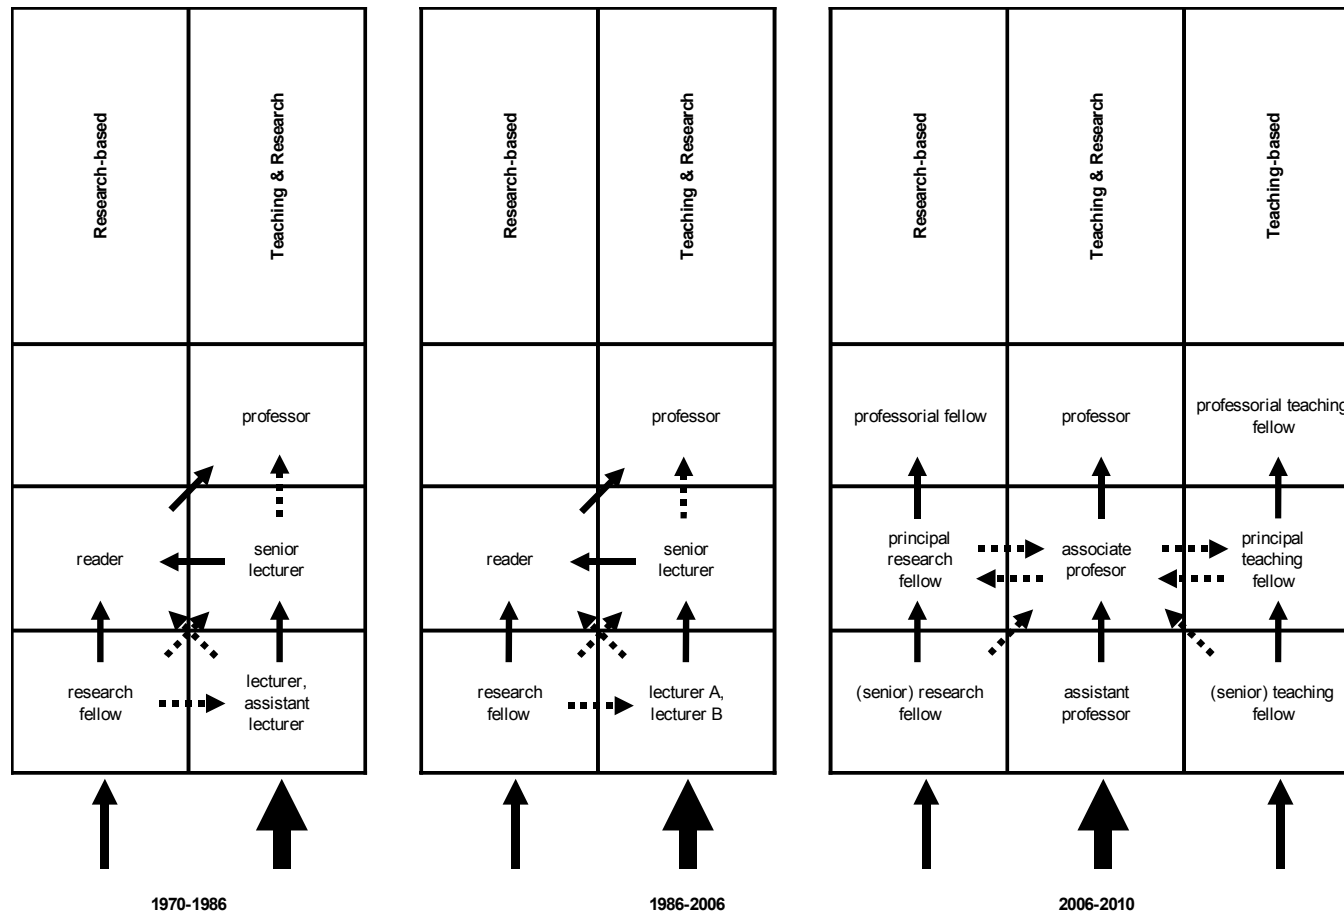 Research-based
Teaching & Research
professor
reader
senior
lecturer
research
fellow
lecturer,
assistant
lecturer
1970-1986
Research-based
Teaching & Research
professor
reader
senior
lecturer
research
fellow
lecturer A,
lecturer B
1986-2006
Research-based
Teaching & Research
Teaching-based
professorial fellow
professor
professorial teaching
fellow
principal
research
fellow
associate
profesor
principal
teaching
fellow
(senior) research
fellow
assistant
professor
(senior) teaching
fellow
2006-2010